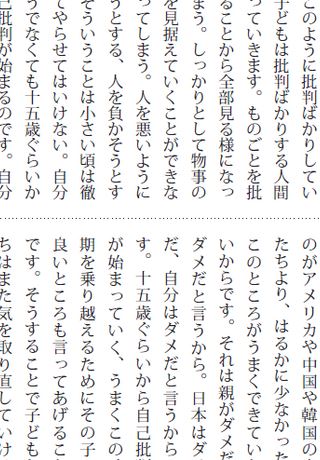 このように批判ばかりしてい
子どもは批判ばかりする人間
っていきます。ものごとを批
ることから全部見る様になっ
まう。しっかりとして物事の
を見据えていくことができな
ってしまう。人を悪いように
うとする、人を負かそうとす
そういうことは小さい頃は徹
てやらせてはいけない。自分
うでなくても十五歳ぐらいか
己批判が始まるのです。自分
のがアメリカや中国や韓国の
たちより、はるかに少なかった
このところがうまくできてい
いからです。それは親がダメだ
ダメだと言うから。日本はダ
だ、自分はダメだと言うから
す。十五歳ぐらいから自己批判
が始まっていく、うまくこの
期を乗り越えるためにその子
良いところも言ってあげるこ
です。そうすることで子ども
ちはまた気を取り直していけ